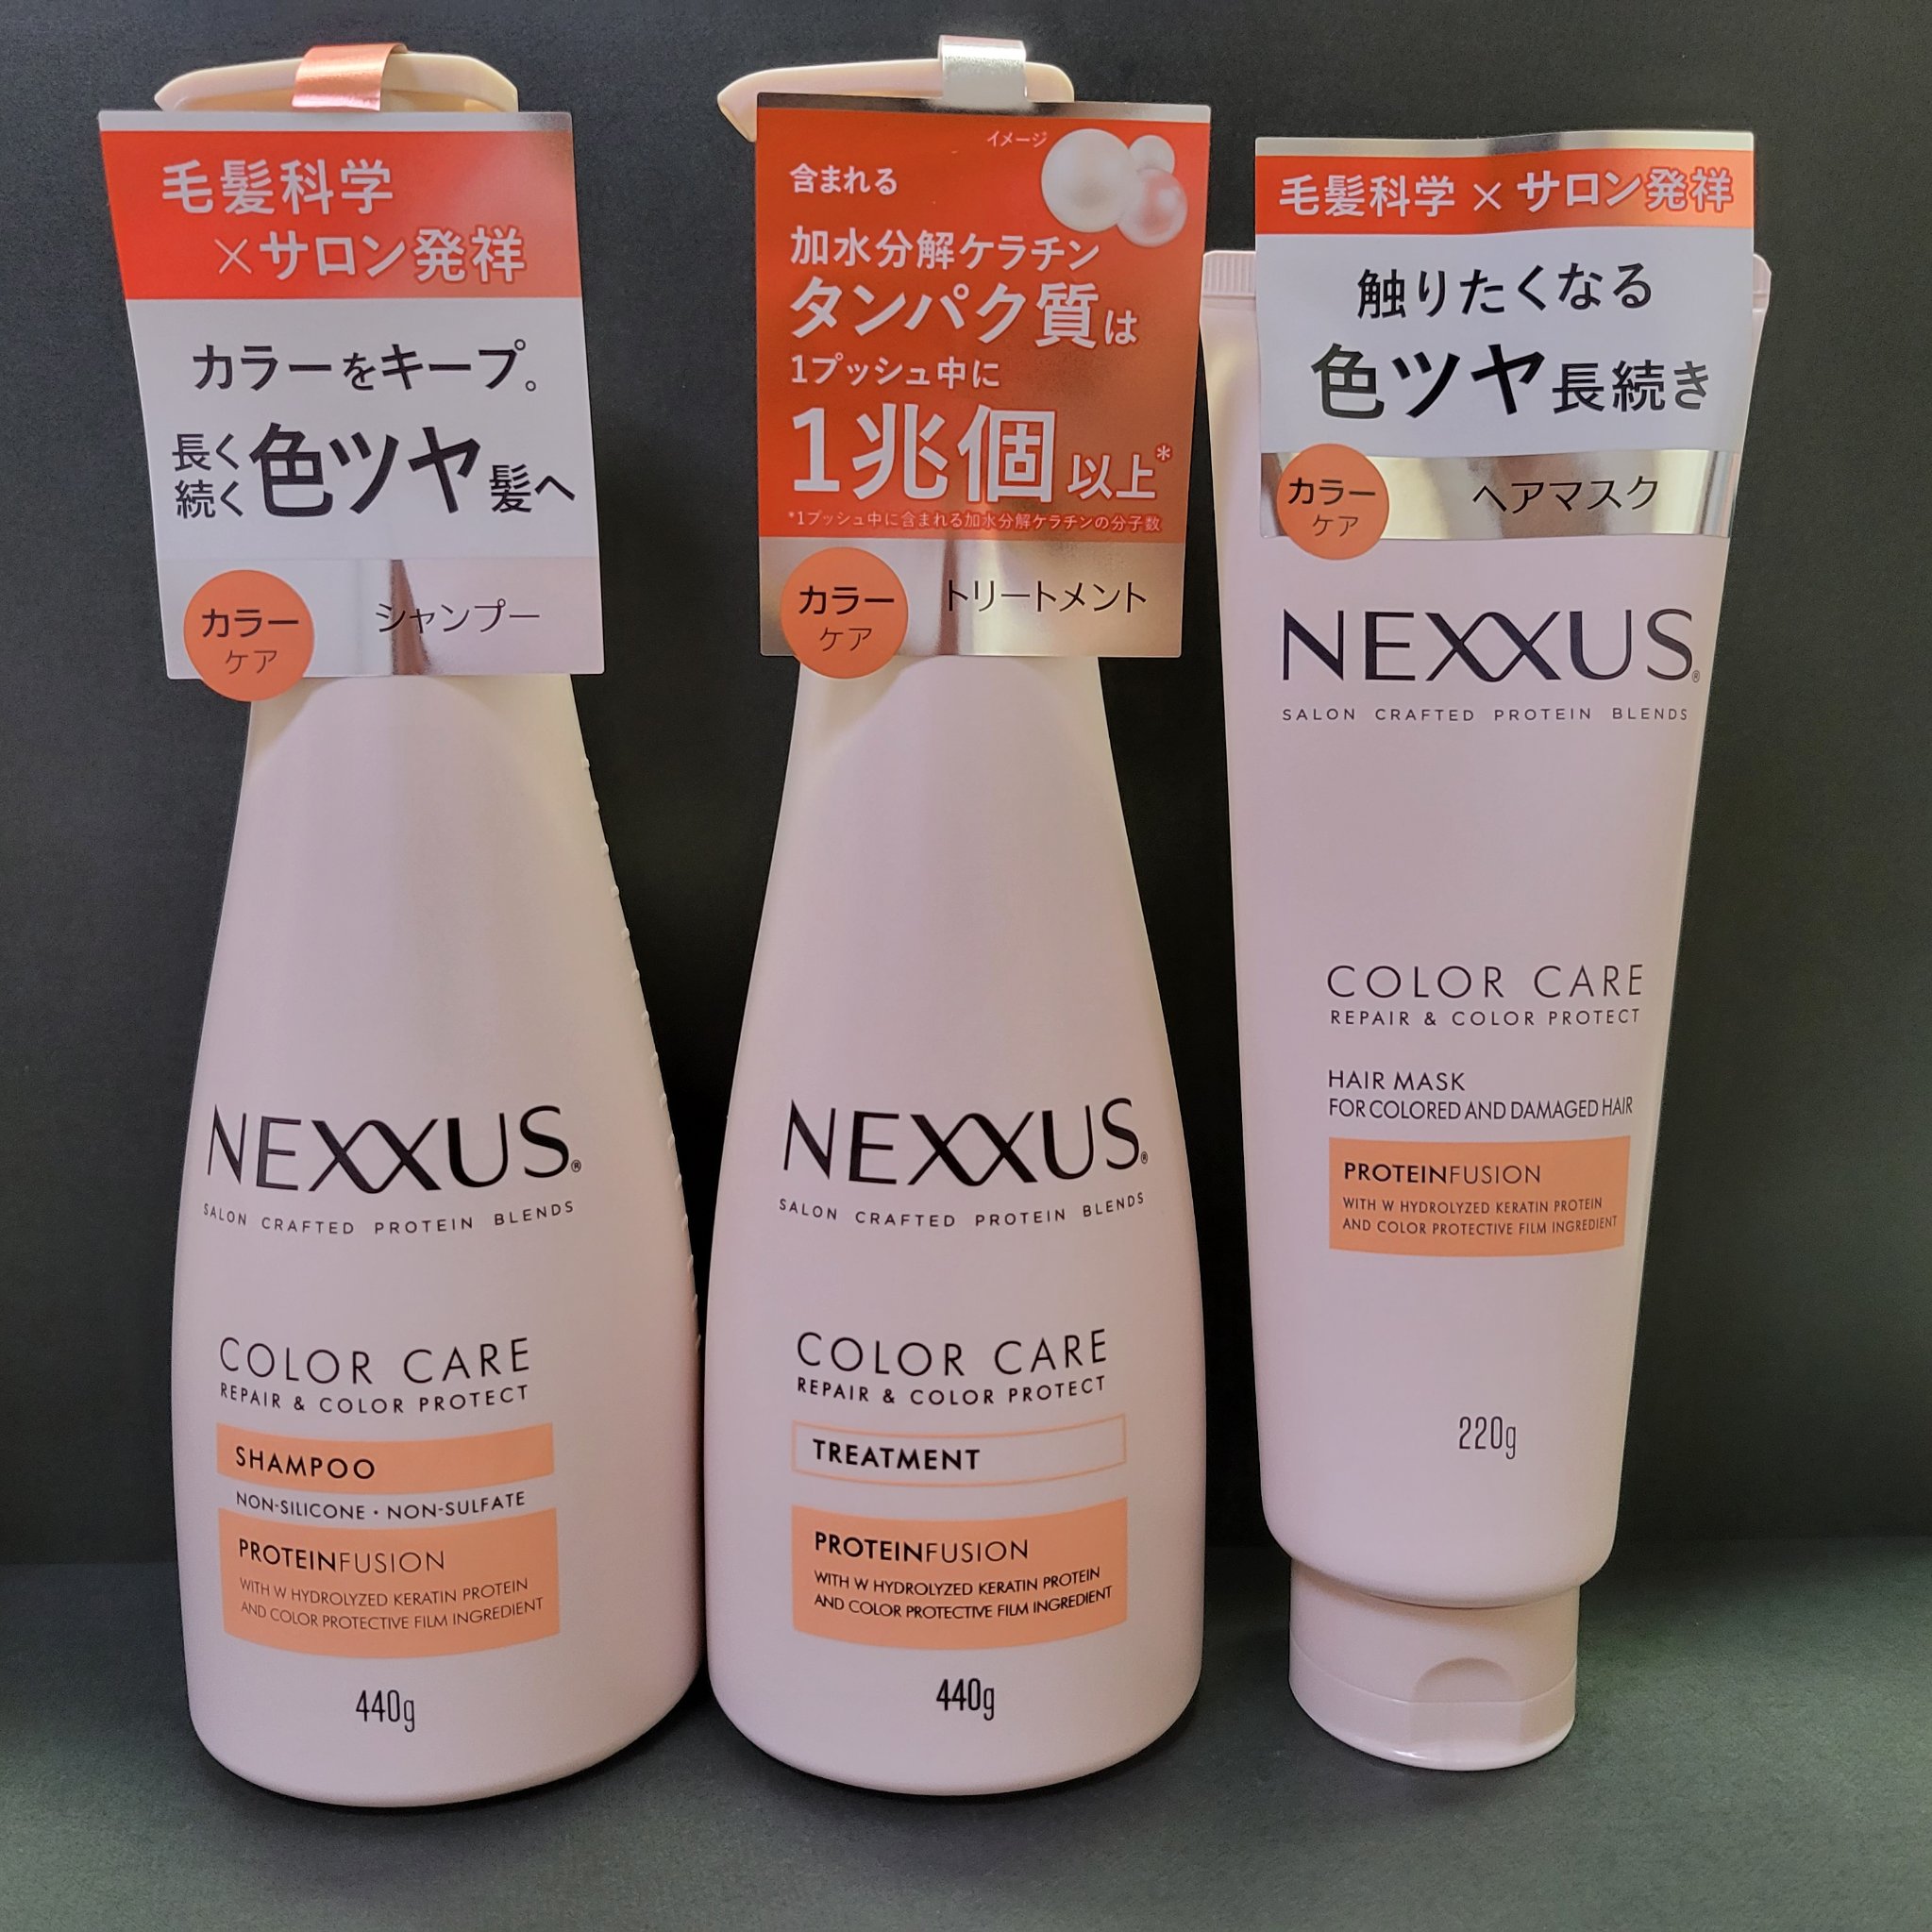 毛髪科学
×サロン発祥
カラーをキープ。
長く
続く
色ツヤ髪へ
カラー
ケア
シャンプー
NEXXUS®
SALON CRAFTED PROTEIN BLENDS
COLOR CARE
REPAIR & COLOR PROTECT
SHAMPOO
NON-SILICONE・NON-SULFATE
PROTEINFUSION
WITH W HYDROLYZED KERATIN PROTEIN
AND COLOR PROTECTIVE FILM INGREDIENT
440g
イメージ
含まれる
加水分解ケラチン
タンパク質は
1プッシュ中に
1兆個以上*
*1プッシュ中に含まれる加水分解ケラチンの分子数
カラー
ケア
トリートメント
NEXXUS®
SALON CRAFTED PROTEIN BLENDS
COLOR CARE
REPAIR & COLOR PROTECT
TREATMENT
PROTEINFUSION
WITH W HYDROLYZED KERATIN PROTEIN
AND COLOR PROTECTIVE FILM INGREDIENT
440g
毛髪科学×サロン発祥
触りたくなる
色ツヤ長続き
カラー
ケア
ヘアマスク
NEXXUS®
SALON CRAFTED PROTEIN BLENDS
COLOR CARE
REPAIR & COLOR PROTECT
HAIR MASK
FOR COLORED AND DAMAGED HAIR
PROTEINFUSION
WITH W HYDROLYZED KERATIN PROTEIN
AND COLOR PROTECTIVE FILM INGREDIENT
220g